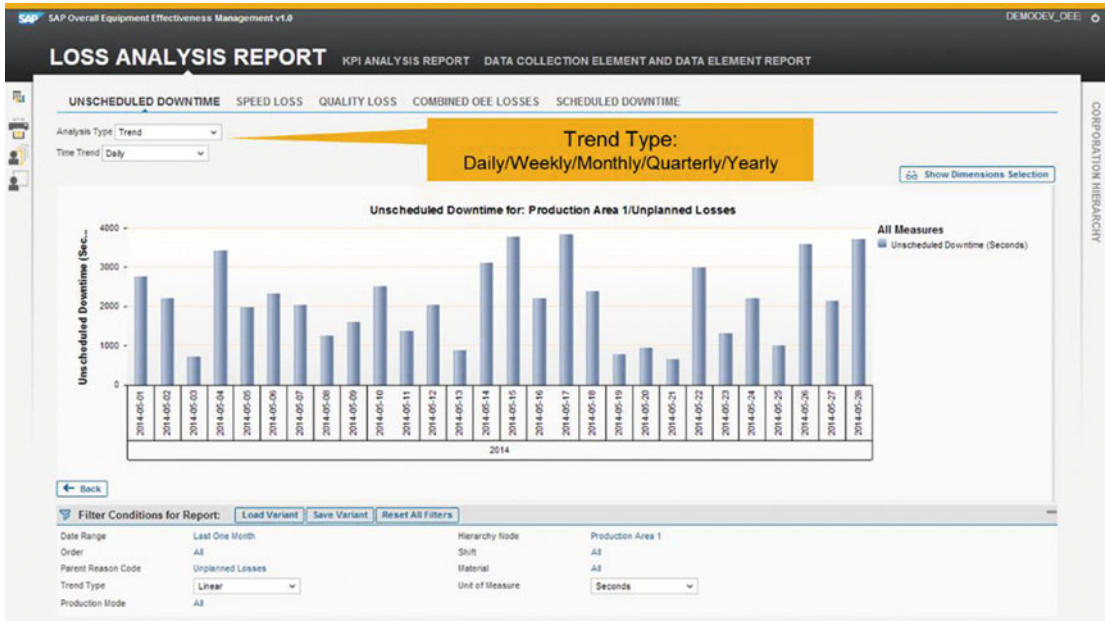 SAP SAP Overall Equipment Effectiveness Management v1.0 DEMODEV_OEE
LOSS ANALYSIS REPORT KPI ANALYSIS REPORT DATA COLLECTION ELEMENT AND DATA ELEMENT REPORT
UNSCHEDULED DOWNTIME SPEED LOSS QUALITY LOSS COMBINED OEE LOSSES SCHEDULED DOWNTIME
Analysis Type Trend
Time Trend Daily
Trend Type:
Daily/Weekly/Monthly/Quarterly/Yearly
Show Dimensions Selection
CORPORATION HIERARCHY
Unscheduled Downtime for: Production Area 1/Unplanned Losses
All Measures
Unscheduled Downtime (Seconds)
Unscheduled Downtime (Sec...
4000
3000
2000
1000
0
2014-05-01
2014-05-02
2014-05-03
2014-05-04
2014-05-05
2014-05-06
2014-05-07
2014-05-08
2014-05-09
2014-05-10
2014-05-11
2014-05-12
2014-05-13
2014-05-14
2014-05-15
2014-05-16
2014-05-17
2014-05-18
2014-05-19
2014-05-20
2014-05-21
2014-05-22
2014-05-23
2014-05-24
2014-05-25
2014-05-26
2014-05-27
2014-05-28
2014
Back
Filter Conditions for Report: Load Variant Save Variant Reset All Filters
Date Range Last One Month Hierarchy Node Production Area 1
Order All Shift All
Parent Reason Code Unplanned Losses Material All
Trend Type Linear Unit of Measure Seconds
Production Mode All